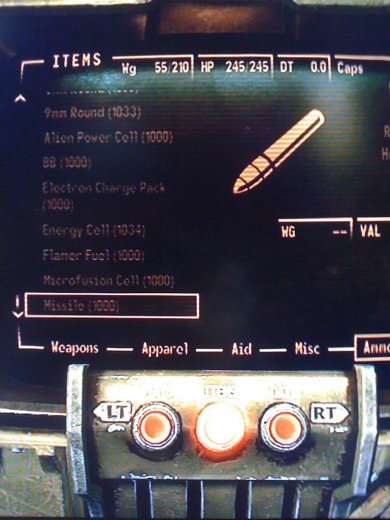 ITEMS
Wg 55/210 HP 245/245 DT 0.0 Caps
9mm Round (1033)
Alien Power Cell (1000)
BB (1000)
Electron Charge Pack
(1000)
Energy Cell (1034)
WG -- VAL
Flamer Fuel (1000)
Microfusion Cell (1000)
Missile (1000)
Weapons Apparel Aid Misc Ammo
LT RT